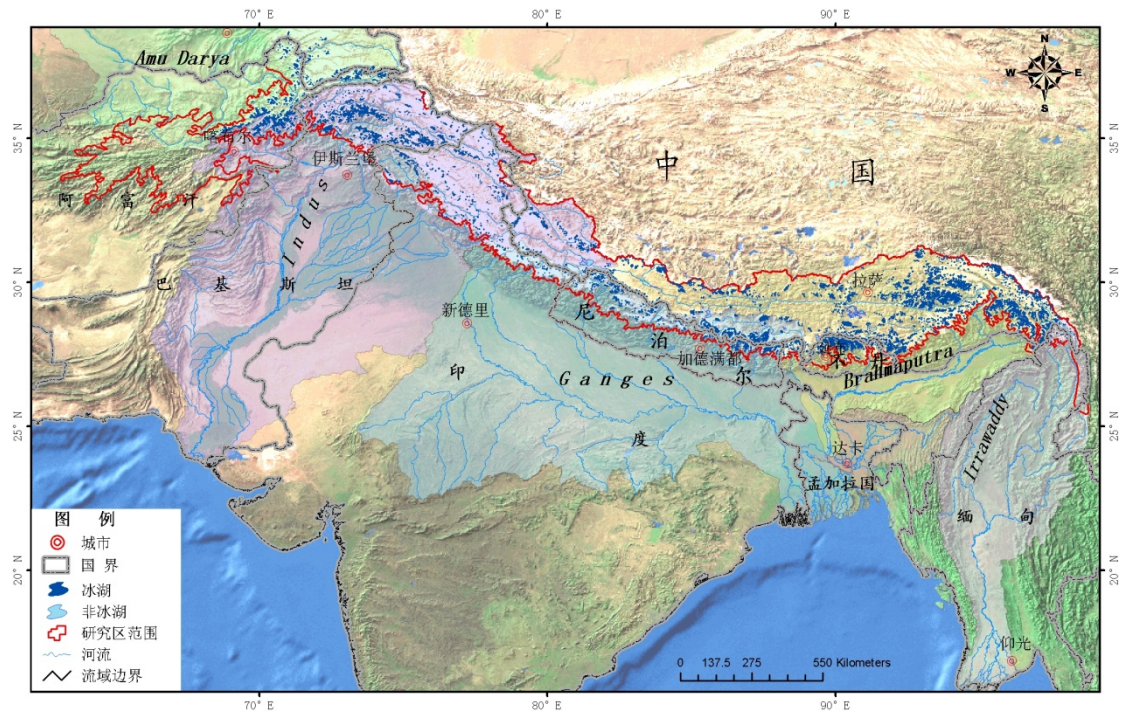 70° E
80° E
90° E
Amu Darya
N
W
E
S
35° N
35° N
喀布尔
伊斯兰堡
中 国
阿 富 汗
Indus
30° N
30° N
巴 基 斯 坦
拉萨
新德里
尼 泊 尔
加德满都
Brahmaputra
印 度
Ganges
25° N
25° N
Irrawaddy
达卡
孟加拉国
缅 甸
图 例
城市
国 界
冰湖
非冰湖
研究区范围
河流
流域边界
20° N
20° N
仰光
0 137.5 275 550 Kilometers
70° E
80° E
90° E